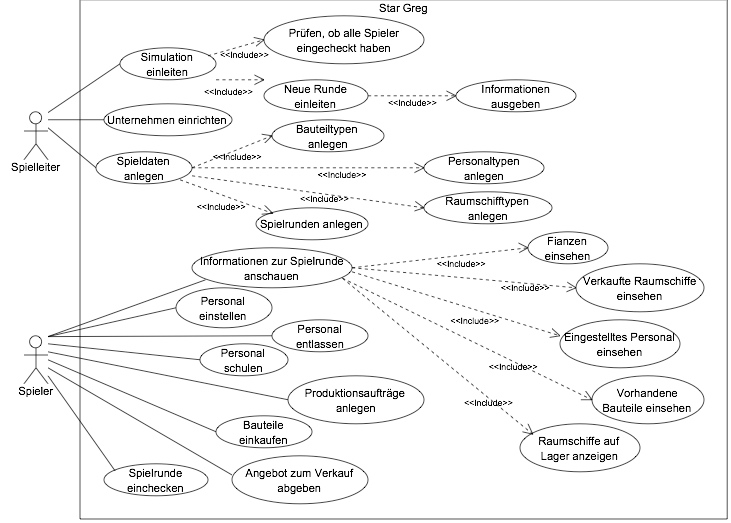 Star Greg
Prüfen, ob alle Spieler
eingecheckt haben
<<Include>>
Simulation
einleiten
<<Include>>
Neue Runde
einleiten
<<Include>>
Informationen
ausgeben
Unternehmen einrichten
Spielleiter
Bauteiltypen
anlegen
<<Include>>
Spieldaten
anlegen
<<Include>>
Personaltypen
anlegen
<<Include>>
<<Include>>
Raumschifftypen
anlegen
Spielrunden anlegen
Informationen zur Spielrunde
anschauen
Fianzen
einsehen
<<Include>>
<<Include>>
Verkaufte Raumschiffe
einsehen
Personal
einstellen
<<Include>>
Eingestelltes Personal
einsehen
Personal
entlassen
Spieler
Personal
schulen
<<Include>>
Produktionsaufträge
anlegen
<<Include>>
Vorhandene
Bauteile einsehen
Bauteile
einkaufen
Raumschiffe auf
Lager anzeigen
Spielrunde
einchecken
Angebot zum Verkauf
abgeben